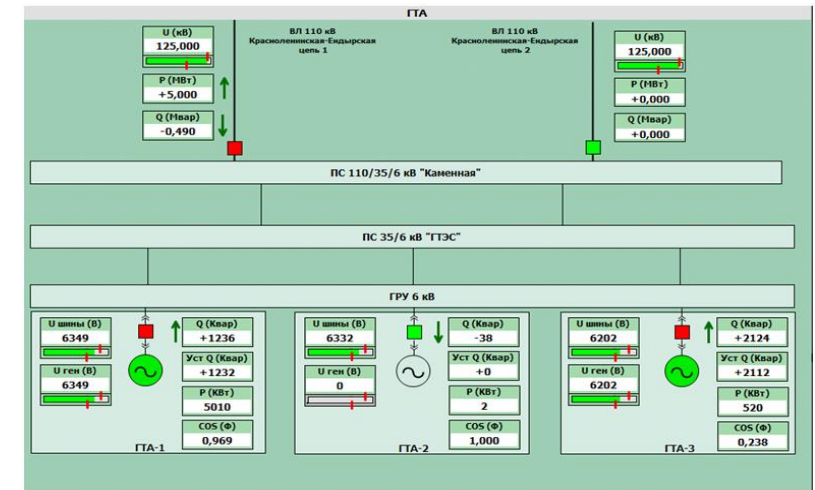 ГТА
U (кВ)
125,000
P (МВт)
+5,000
Q (Мвар)
-0,490
ВЛ 110 кВ
Красноленинская-Ендырская
цепь 1
ВЛ 110 кВ
Красноленинская-Ендырская
цепь 2
U (кВ)
125,000
P (МВт)
+0,000
Q (Мвар)
+0,000
ПС 110/35/6 кВ "Каменная"
ПС 35/6 кВ "ГТЭС"
ГРУ 6 кВ
U шины (В)
6349
U ген (В)
6349
Q (Квар)
+1236
Уст Q (Квар)
+1232
P (КВт)
5010
COS (Ф)
0,969
ГТА-1
U шины (В)
6332
U ген (В)
0
Q (Квар)
-38
Уст Q (Квар)
+0
P (КВт)
2
COS (Ф)
1,000
ГТА-2
U шины (В)
6202
U ген (В)
6202
Q (Квар)
+2124
Уст Q (Квар)
+2112
P (КВт)
520
COS (Ф)
0,238
ГТА-3